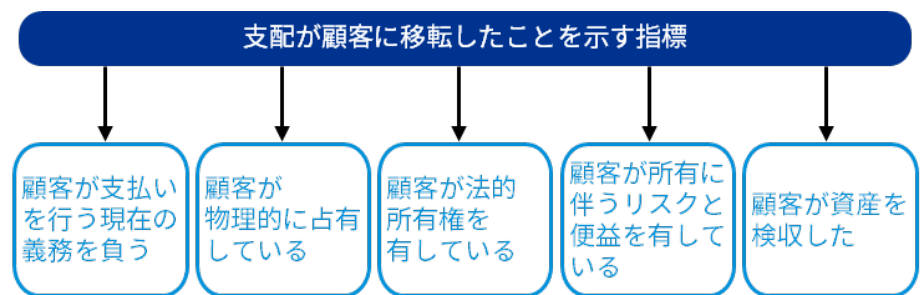 支配が顧客に移転したことを示す指標
顧客が支払い
を行う現在の
義務を負う
顧客が
物理的に占有
している
顧客が法的
所有権を
有している
顧客が所有に
伴うリスクと
便益を有して
いる
顧客が資産を
検収した